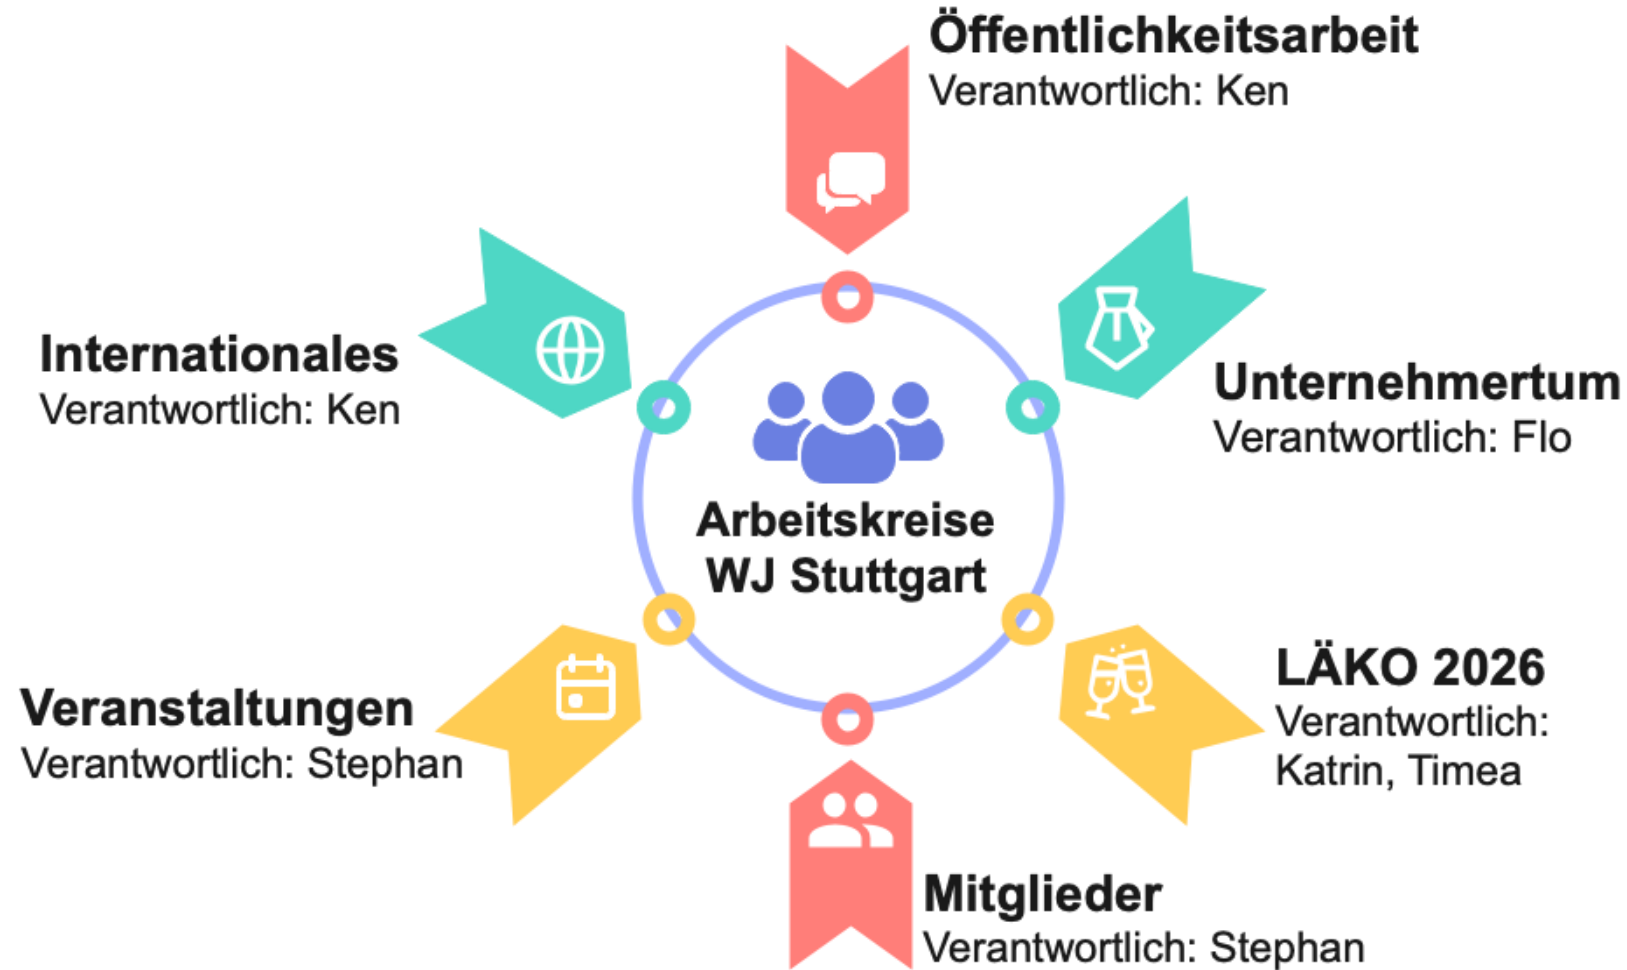 Öffentlichkeitsarbeit
Verantwortlich: Ken
Internationales
Verantwortlich: Ken
Unternehmertum
Verantwortlich: Flo
Arbeitskreise
WJ Stuttgart
Veranstaltungen
Verantwortlich: Stephan
LÄKO 2026
Verantwortlich:
Katrin, Timea
Mitglieder
Verantwortlich: Stephan